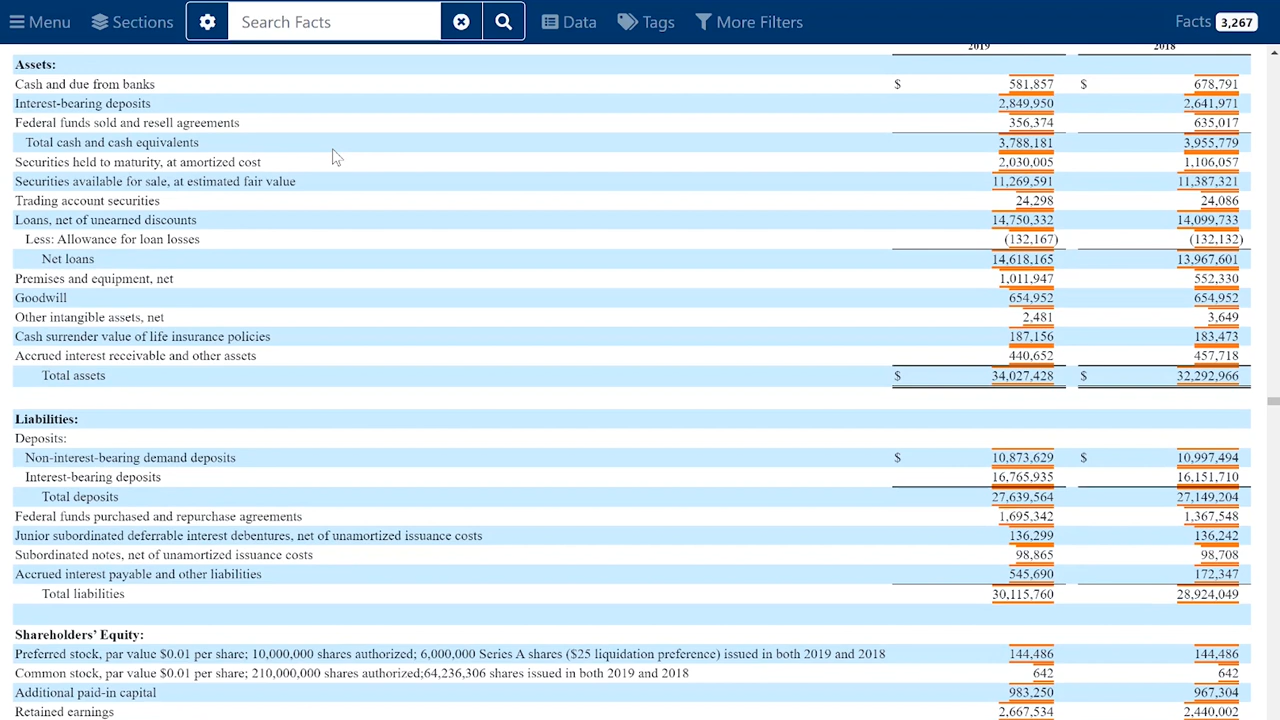 Menu Sections Search Facts Data Tags More Filters Facts 3,267
2019 2018
Assets:
Cash and due from banks $ 581,857 $ 678,791
Interest-bearing deposits 2,849,950 2,641,971
Federal funds sold and resell agreements 356,374 635,017
Total cash and cash equivalents 3,788,181 3,955,779
Securities held to maturity, at amortized cost 2,030,005 1,106,057
Securities available for sale, at estimated fair value 11,269,591 11,387,321
Trading account securities 24,298 24,086
Loans, net of unearned discounts 14,750,332 14,099,733
Less: Allowance for loan losses (132,167) (132,132)
Net loans 14,618,165 13,967,601
Premises and equipment, net 1,011,947 552,330
Goodwill 654,952 654,952
Other intangible assets, net 2,481 3,649
Cash surrender value of life insurance policies 187,156 183,473
Accrued interest receivable and other assets 440,652 457,718
Total assets $ 34,027,428 $ 32,292,966
Liabilities:
Deposits:
Non-interest-bearing demand deposits $ 10,873,629 $ 10,997,494
Interest-bearing deposits 16,765,935 16,151,710
Total deposits 27,639,564 27,149,204
Federal funds purchased and repurchase agreements 1,695,342 1,367,548
Junior subordinated deferrable interest debentures, net of unamortized issuance costs 136,299 136,242
Subordinated notes, net of unamortized issuance costs 98,865 98,708
Accrued interest payable and other liabilities 545,690 172,347
Total liabilities 30,115,760 28,924,049
Shareholders’ Equity:
Preferred stock, par value $0.01 per share; 10,000,000 shares authorized; 6,000,000 Series A shares ($25 liquidation preference) issued in both 2019 and 2018 144,486 144,486
Common stock, par value $0.01 per share; 210,000,000 shares authorized;64,236,306 shares issued in both 2019 and 2018 642 642
Additional paid-in capital 983,250 967,304
Retained earnings 2,667,534 2,440,002